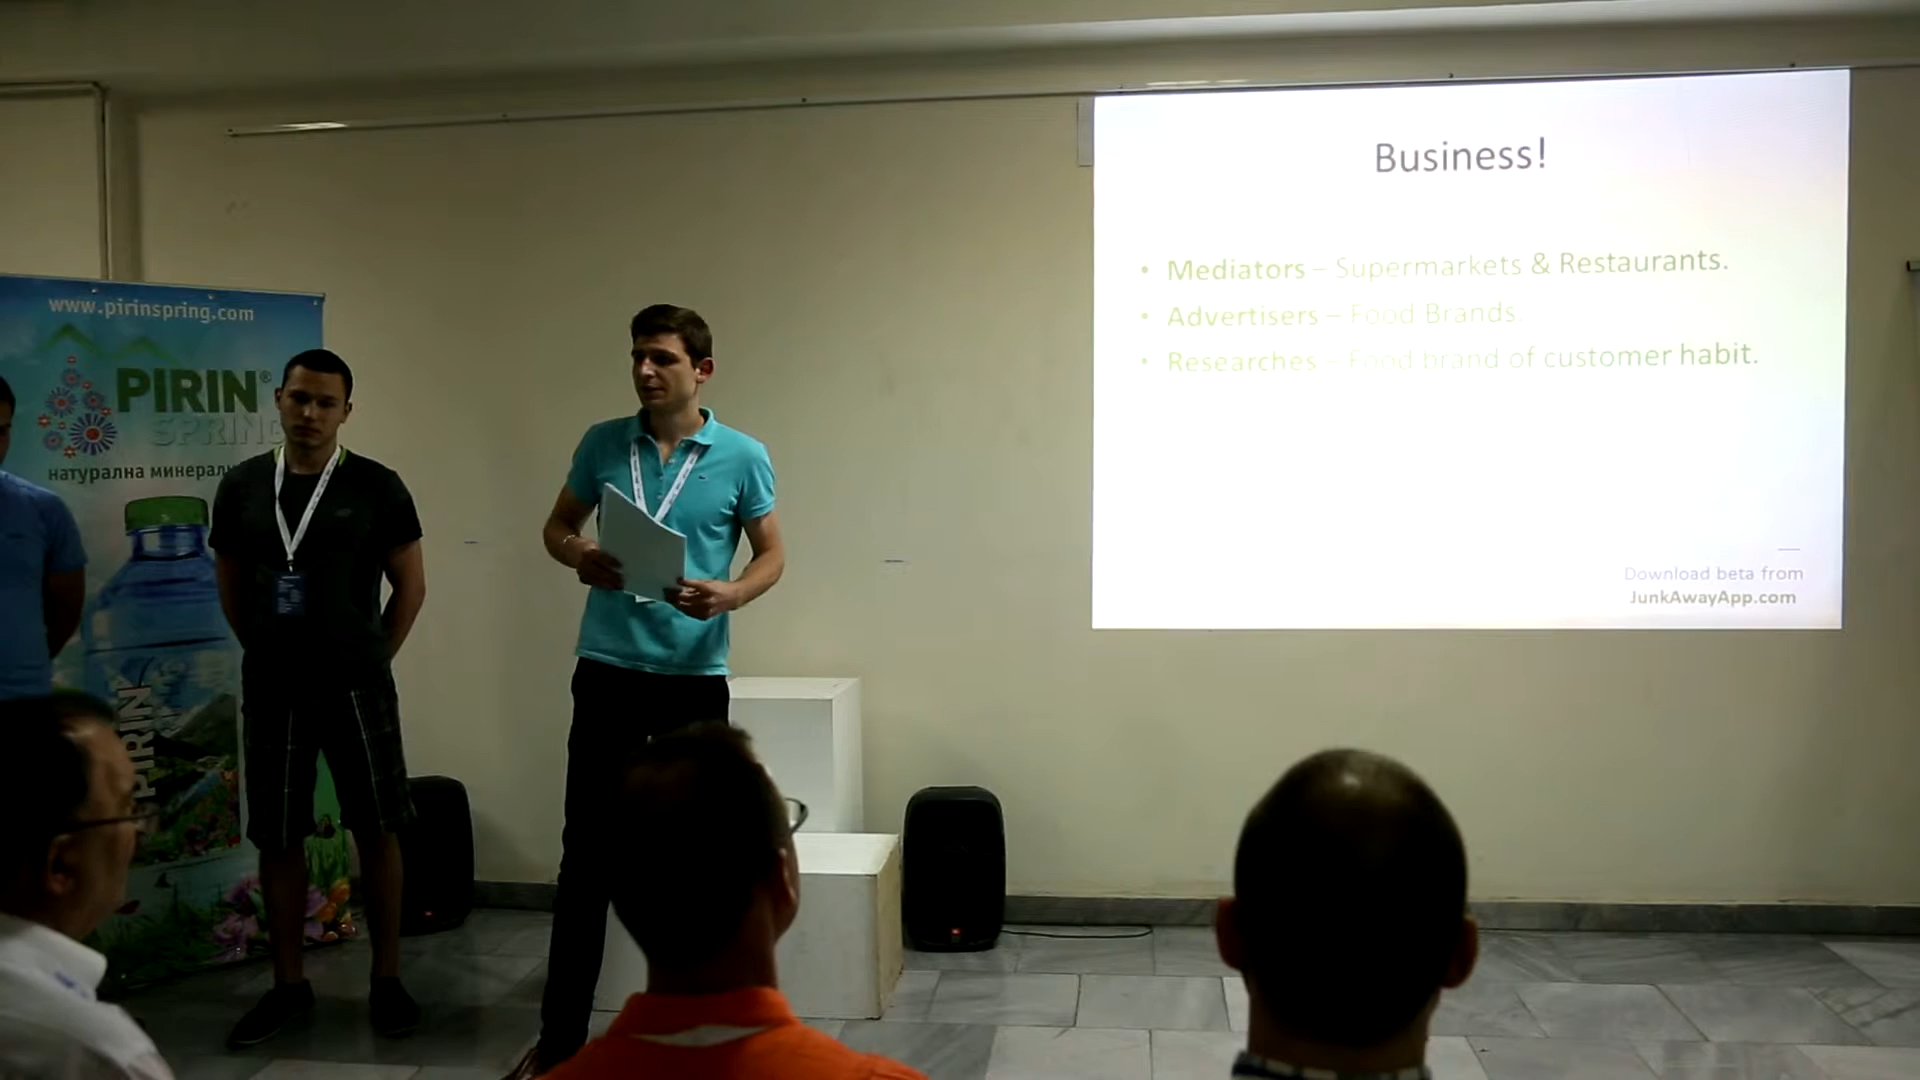 www.pirinspring.com
PIRIN®
SPRING
натурална минерал
PIRIN
Business!
• Mediators – Supermarkets & Restaurants.
• Advertisers – Food Brands
• Researches – Food brand of customer habit.
Download beta from
JunkAwayApp.com